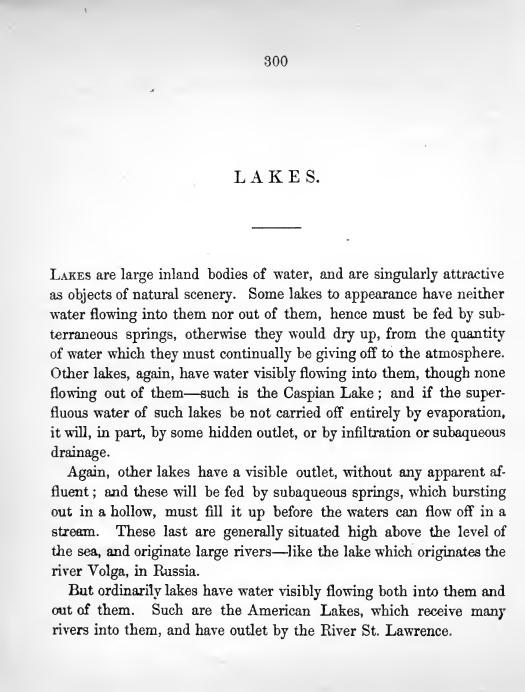 300
LAKES.
Lakes are large inland bodies of water, and are singularly attractive
as objects of natural scenery. Some lakes to appearance have neither
water flowing into them nor out of them, hence must be fed by sub-
terraneous springs, otherwise they would dry up, from the quantity
of water which they must continually be giving off to the atmosphere.
Other lakes, again, have water visibly flowing into them, though none
flowing out of them—such is the Caspian Lake; and if the super-
fluous water of such lakes be not carried off entirely by evaporation,
it will, in part, by some hidden outlet, or by infiltration or subaqueous
drainage.
Again, other lakes have a visible outlet, without any apparent af-
fluent; and these will be fed by subaqueous springs, which bursting
out in a hollow, must fill it up before the waters can flow off in a
stream. These last are generally situated high above the level of
the sea, and originate large rivers—like the lake which originates the
river Volga, in Russia.
But ordinarily lakes have water visibly flowing both into them and
out of them. Such are the American Lakes, which receive many
rivers into them, and have outlet by the River St. Lawrence.